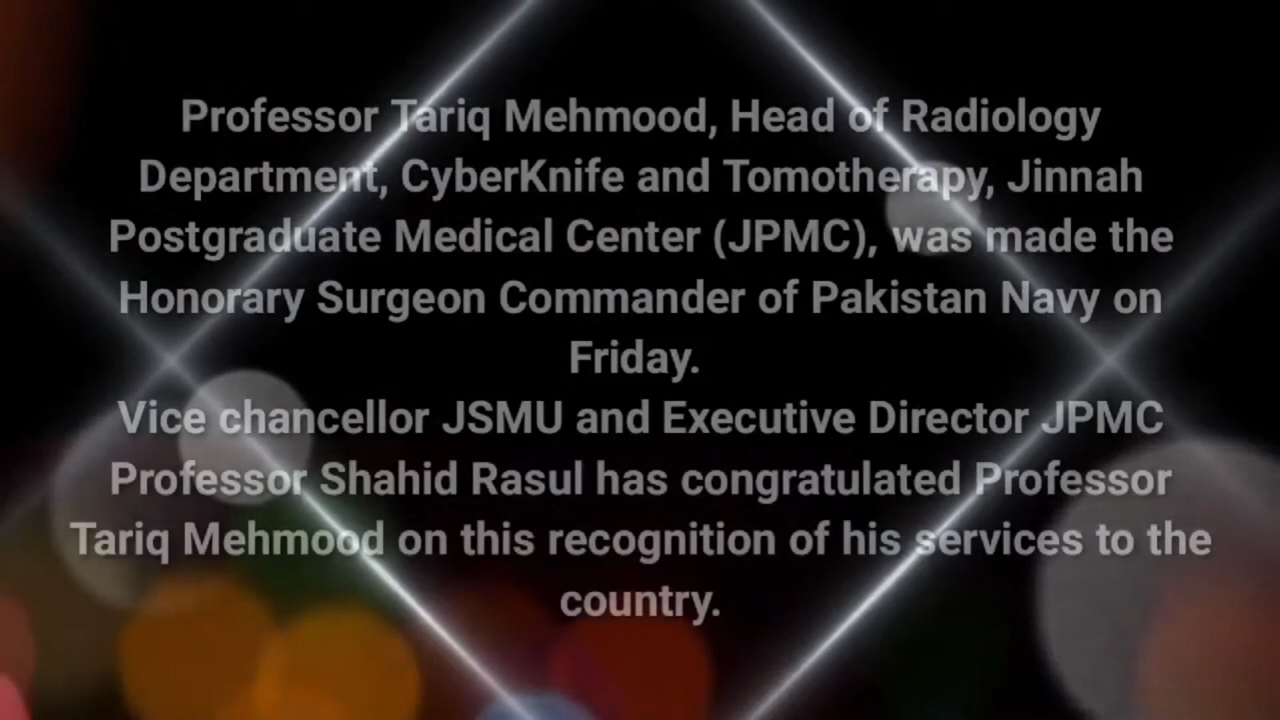 Professor Tariq Mehmood, Head of Radiology
Department, CyberKnife and Tomotherapy, Jinnah
Postgraduate Medical Center (JPMC), was made the
Honorary Surgeon Commander of Pakistan Navy on
Friday.
Vice chancellor JSMU and Executive Director JPMC
Professor Shahid Rasul has congratulated Professor
Tariq Mehmood on this recognition of his services to the
country.